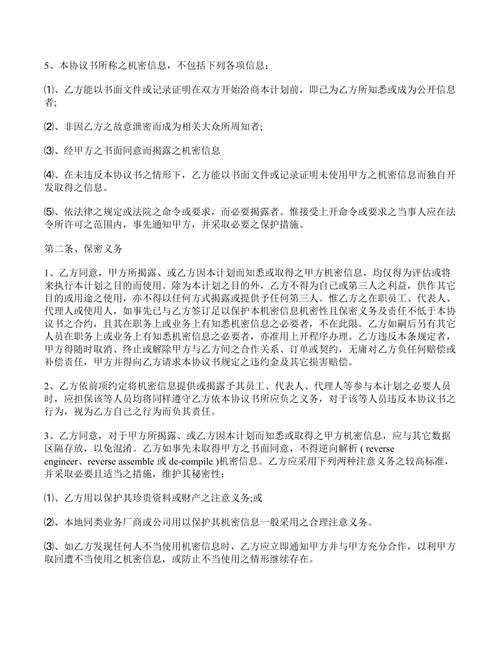 5、本协议书所称之机密信息，不包括下列各项信息：
⑴、乙方能以书面文件或记录证明在双方开始洽商本计划前，即已为乙方所知悉或成为公开信息
者;
⑵、非因乙方之故意泄密而成为相关大众所周知者;
⑶、经甲方之书面同意而揭露之机密信息
⑷、在未违反本协议书之情形下，乙方能以书面文件或记录证明未使用甲方之机密信息而独自开
发取得之信息。
⑸、依法律之规定或法院之命令或要求，而必要揭露者。惟接受上开命令或要求之当事人应在法
令所许可之范围内，事先通知甲方，并采取必要之保护措施。
第二条、保密义务
1、乙方同意，甲方所揭露、或乙方因本计划而知悉或取得之甲方机密信息，均仅得为评估或将
来执行本计划之目的而使用。除为本计划之目的外，乙方不得为自己或第三人之利益，供作其它
目的或用途之使用，亦不得以任何方式揭露或提供予任何第三人。惟乙方之在职员工、代表人、
代理人或使用人，如事先已与乙方签订足以保护本机密信息机密性且保密义务及责任不低于本协
议书之合约，且其在职务上或业务上有知悉机密信息之必要者，不在此限。乙方如嗣后另有其它
人员在职务上或业务上有知悉机密信息之必要者，亦准用上开程序办理。乙方违反本条规定者，
甲方得随时取消、终止或解除甲方与乙方间之合作关系、订单或契约，无庸对乙方负任何赔偿或
补偿责任，甲方并得向乙方请求本协议书规定之违约金及其它损害赔偿。
2、乙方依前项约定将机密信息提供或揭露予其员工、代表人、代理人等参与本计划之必要人员
时，应担保该等人员均将同样遵守乙方依本协议书所应负之义务，对于该等人员违反本协议书之
行为，视为乙方自己之行为而负其责任。
3、乙方同意，对于甲方所揭露、或乙方因本计划而知悉或取得之甲方机密信息，应与其它数据
区隔存放，以免混淆。乙方如事先未取得甲方之书面同意，不得逆向解析 ( reverse
engineer、reverse assemble 或 de-compile )机密信息。乙方应采用下列两种注意义务之较高标准，
并采取必要且适当之措施，维护其秘密性：
⑴、乙方用以保护其珍贵资料或财产之注意义务;或
⑵、本地同类业务厂商或公司用以保护其机密信息一般采用之合理注意义务。
⑶、如乙方发现任何人不当使用机密信息时，乙方应立即通知甲方并与甲方充分合作，以利甲方
取回遭不当使用之机密信息，或防止不当使用之情形继续存在。